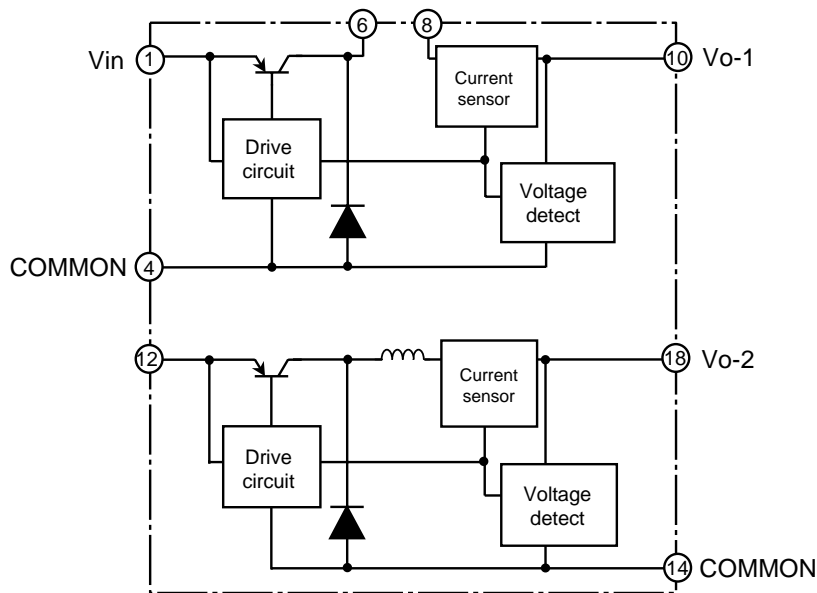 6
8
Vin
1
Current
sensor
10
Vo-1
Drive
circuit
Voltage
detect
COMMON
4
12
Current
sensor
18
Vo-2
Drive
circuit
Voltage
detect
14
COMMON